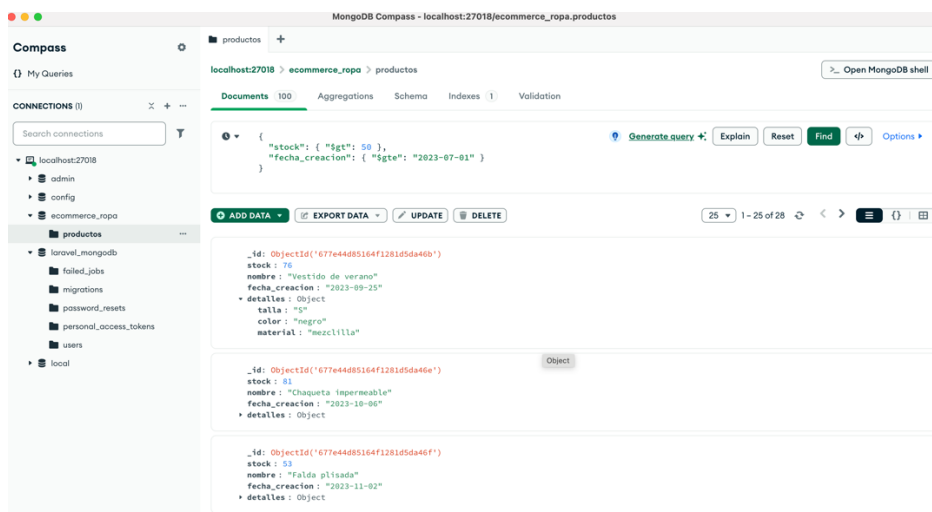 MongoDB Compass - localhost:27018/ecommerce_ropa.productos
Compass
{} My Queries
CONNECTIONS (1)
Search connections
localhost:27018
admin
config
ecommerce_ropa
productos
laravel_mongodb
failed_jobs
migrations
password_resets
personal_access_tokens
users
local
productos
localhost:27018 > ecommerce_ropa > productos
>_ Open MongoDB shell
Documents 100 Aggregations Schema Indexes 1 Validation
{
"stock": { "$gt": 50 },
"fecha_creacion": { "$gte": "2023-07-01" }
}
Generate query Explain Reset Find </> Options
ADD DATA EXPORT DATA UPDATE DELETE
25 1 – 25 of 28 {}
_id: ObjectId('677e44d85164f1281d5da46b')
stock : 76
nombre : "Vestido de verano"
fecha_creacion : "2023-09-25"
detalles : Object
talla : "S"
color : "negro"
material : "mezclilla"
Object
_id: ObjectId('677e44d85164f1281d5da46e')
stock : 81
nombre : "Chaqueta impermeable"
fecha_creacion : "2023-10-06"
detalles : Object
_id: ObjectId('677e44d85164f1281d5da46f')
stock : 53
nombre : "Falda plisada"
fecha_creacion : "2023-11-02"
detalles : Object